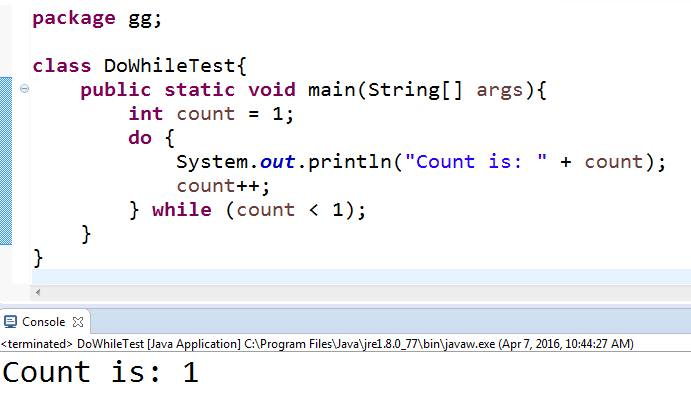 package gg;
class DoWhileTest{
public static void main(String[] args){
int count = 1;
do {
System.out.println("Count is: " + count);
count++;
} while (count < 1);
}
}
Console
<terminated> DoWhileTest [Java Application] C:\Program Files\Java\jre1.8.0_77\bin\javaw.exe (Apr 7, 2016, 10:44:27 AM)
Count is: 1